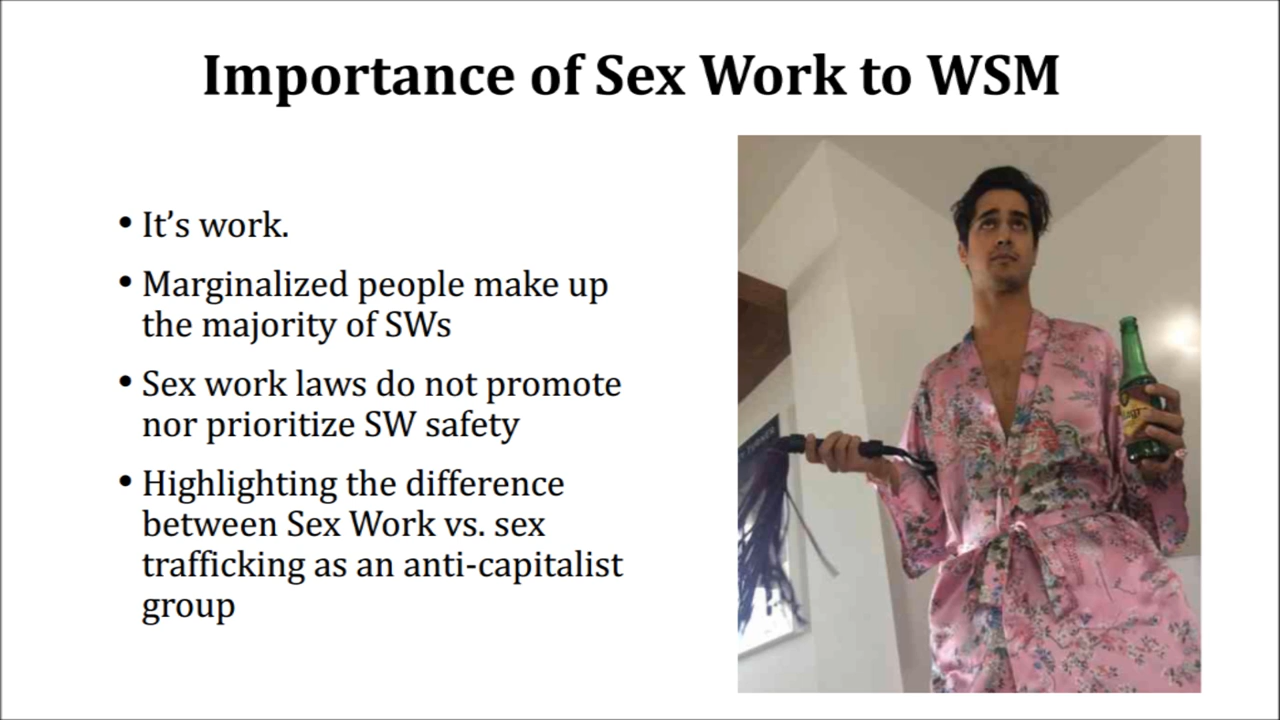 Importance of Sex Work to WSM
• It’s work.
• Marginalized people make up
the majority of SWs
• Sex work laws do not promote
nor prioritize SW safety
• Highlighting the difference
between Sex Work vs. sex
trafficking as an anti-capitalist
group